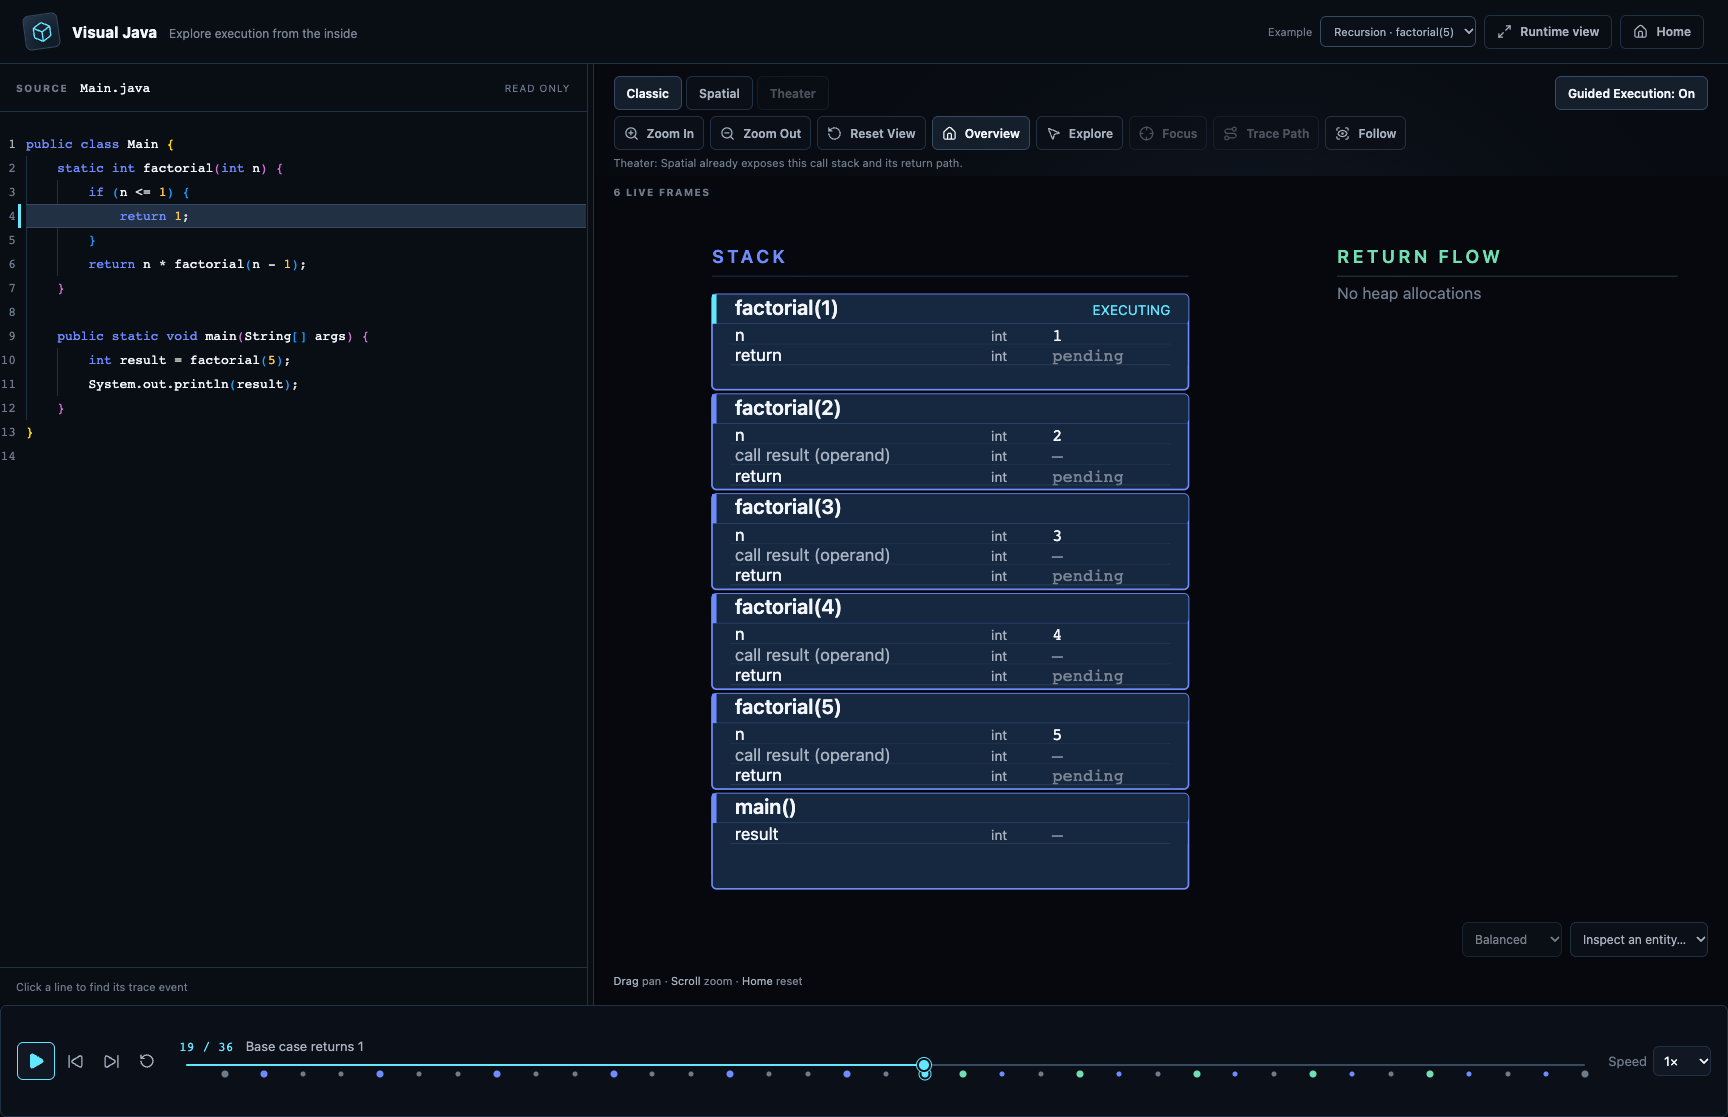 Visual Java Explore execution from the inside
Example Recursion · factorial(5) Runtime view Home
SOURCE Main.java READ ONLY
1 public class Main {
2 static int factorial(int n) {
3 if (n <= 1) {
4 return 1;
5 }
6 return n * factorial(n - 1);
7 }
8
9 public static void main(String[] args) {
10 int result = factorial(5);
11 System.out.println(result);
12 }
13 }
14
Click a line to find its trace event
Classic Spatial Theater Guided Execution: On
Zoom In Zoom Out Reset View Overview Explore Focus Trace Path Follow
Theater: Spatial already exposes this call stack and its return path.
6 LIVE FRAMES
STACK
factorial(1) EXECUTING
n int 1
return int pending
factorial(2)
n int 2
call result (operand) int —
return int pending
factorial(3)
n int 3
call result (operand) int —
return int pending
factorial(4)
n int 4
call result (operand) int —
return int pending
factorial(5)
n int 5
call result (operand) int —
return int pending
main()
result int —
RETURN FLOW
No heap allocations
Balanced Inspect an entity...
Drag pan · Scroll zoom · Home reset
19 / 36 Base case returns 1
Speed 1×